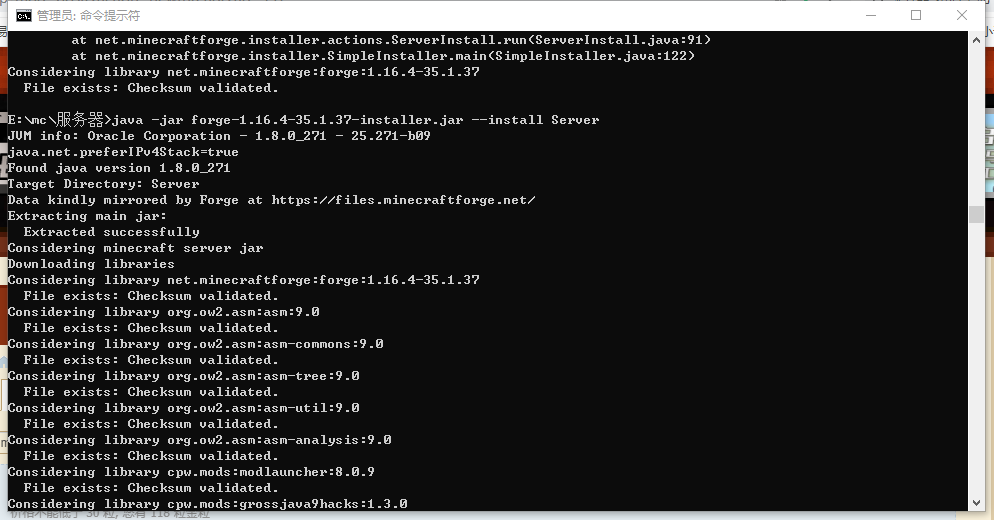 管理员: 命令提示符
at net.minecraftforge.installer.actions.ServerInstall.run(ServerInstall.java:91)
at net.minecraftforge.installer.SimpleInstaller.main(SimpleInstaller.java:122)
Considering library net.minecraftforge:forge:1.16.4-35.1.37
File exists: Checksum validated.
E:\mc\服务器>java -jar forge-1.16.4-35.1.37-installer.jar --install Server
JVM info: Oracle Corporation - 1.8.0_271 - 25.271-b09
java.net.preferIPv4Stack=true
Found java version 1.8.0_271
Target Directory: Server
Data kindly mirrored by Forge at https://files.minecraftforge.net/
Extracting main jar:
Extracted successfully
Considering minecraft server jar
Downloading libraries
Considering library net.minecraftforge:forge:1.16.4-35.1.37
File exists: Checksum validated.
Considering library org.ow2.asm:asm:9.0
File exists: Checksum validated.
Considering library org.ow2.asm:asm-commons:9.0
File exists: Checksum validated.
Considering library org.ow2.asm:asm-tree:9.0
File exists: Checksum validated.
Considering library org.ow2.asm:asm-util:9.0
File exists: Checksum validated.
Considering library org.ow2.asm:asm-analysis:9.0
File exists: Checksum validated.
Considering library cpw.mods:modlauncher:8.0.9
File exists: Checksum validated.
Considering library cpw.mods:grossjava9hacks:1.3.0